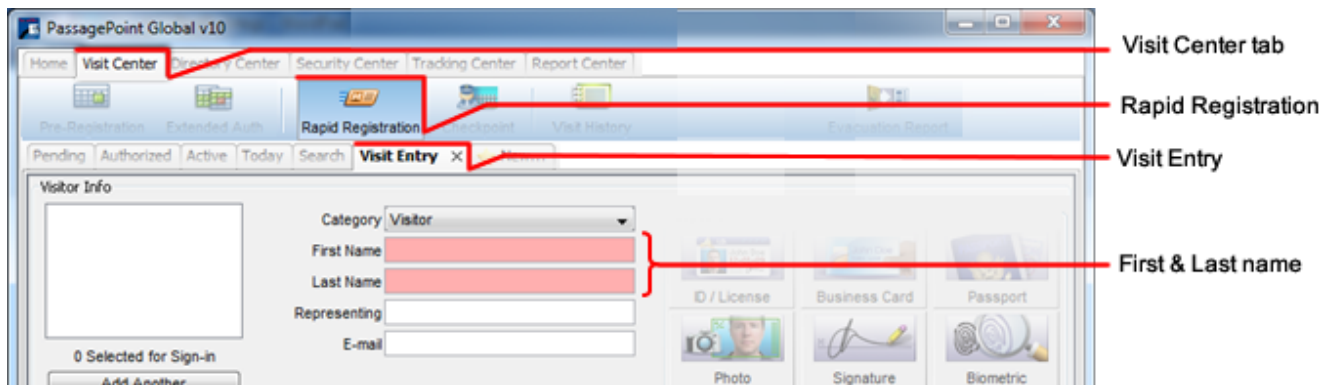 PassagePoint Global v10
Visit Center tab
Home Visit Center Directory Center Security Center Tracking Center Report Center
Rapid Registration
Pre-Registration Extended Auth Rapid Registration Checkpoint Visit History Evacuation Report
Pending Authorized Active Today Search Visit Entry X New...
Visit Entry
Visitor Info
Category Visitor
First Name
First & Last name
Last Name
ID / License Business Card Passport
Representing
E-mail
0 Selected for Sign-in
Photo Signature Biometric
Add Another